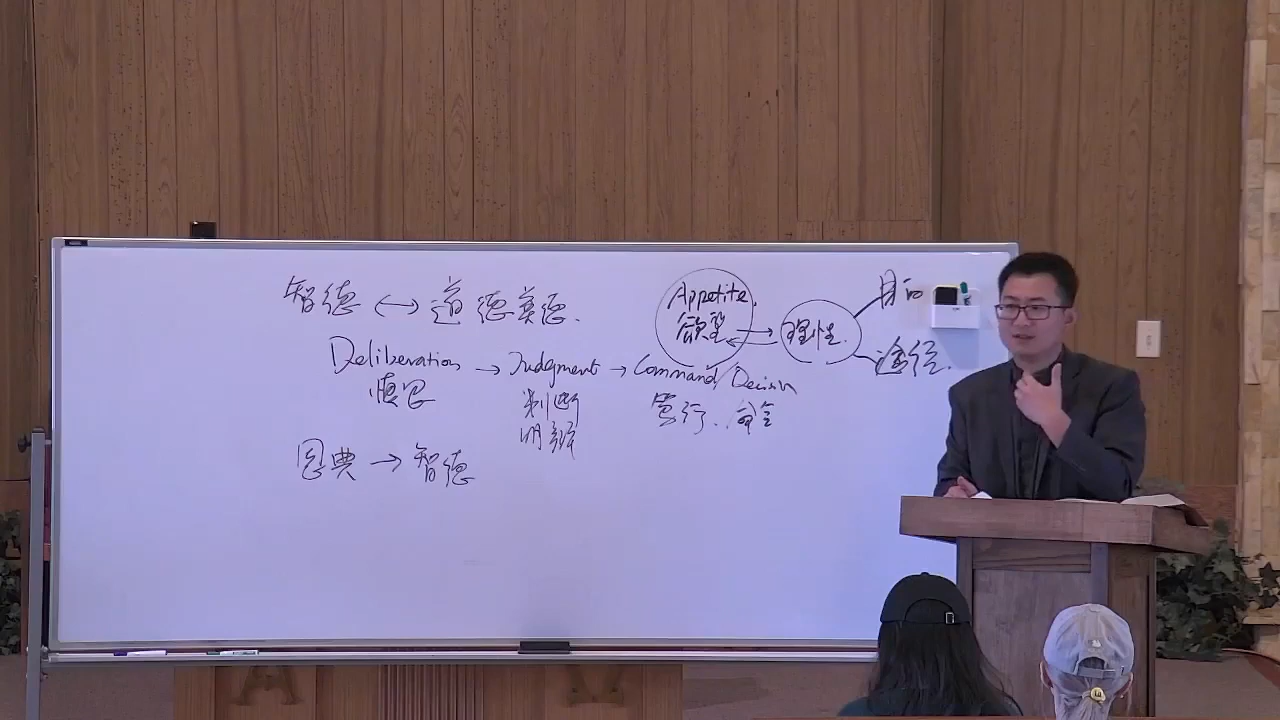 智德 ↔ 道德美德.
Appetite.
欲望
理性.
目的
途径.
Deliberation → Judgment → Command/Decision
慎思
判断
明辨
笃行. 命令
恩典 → 智德